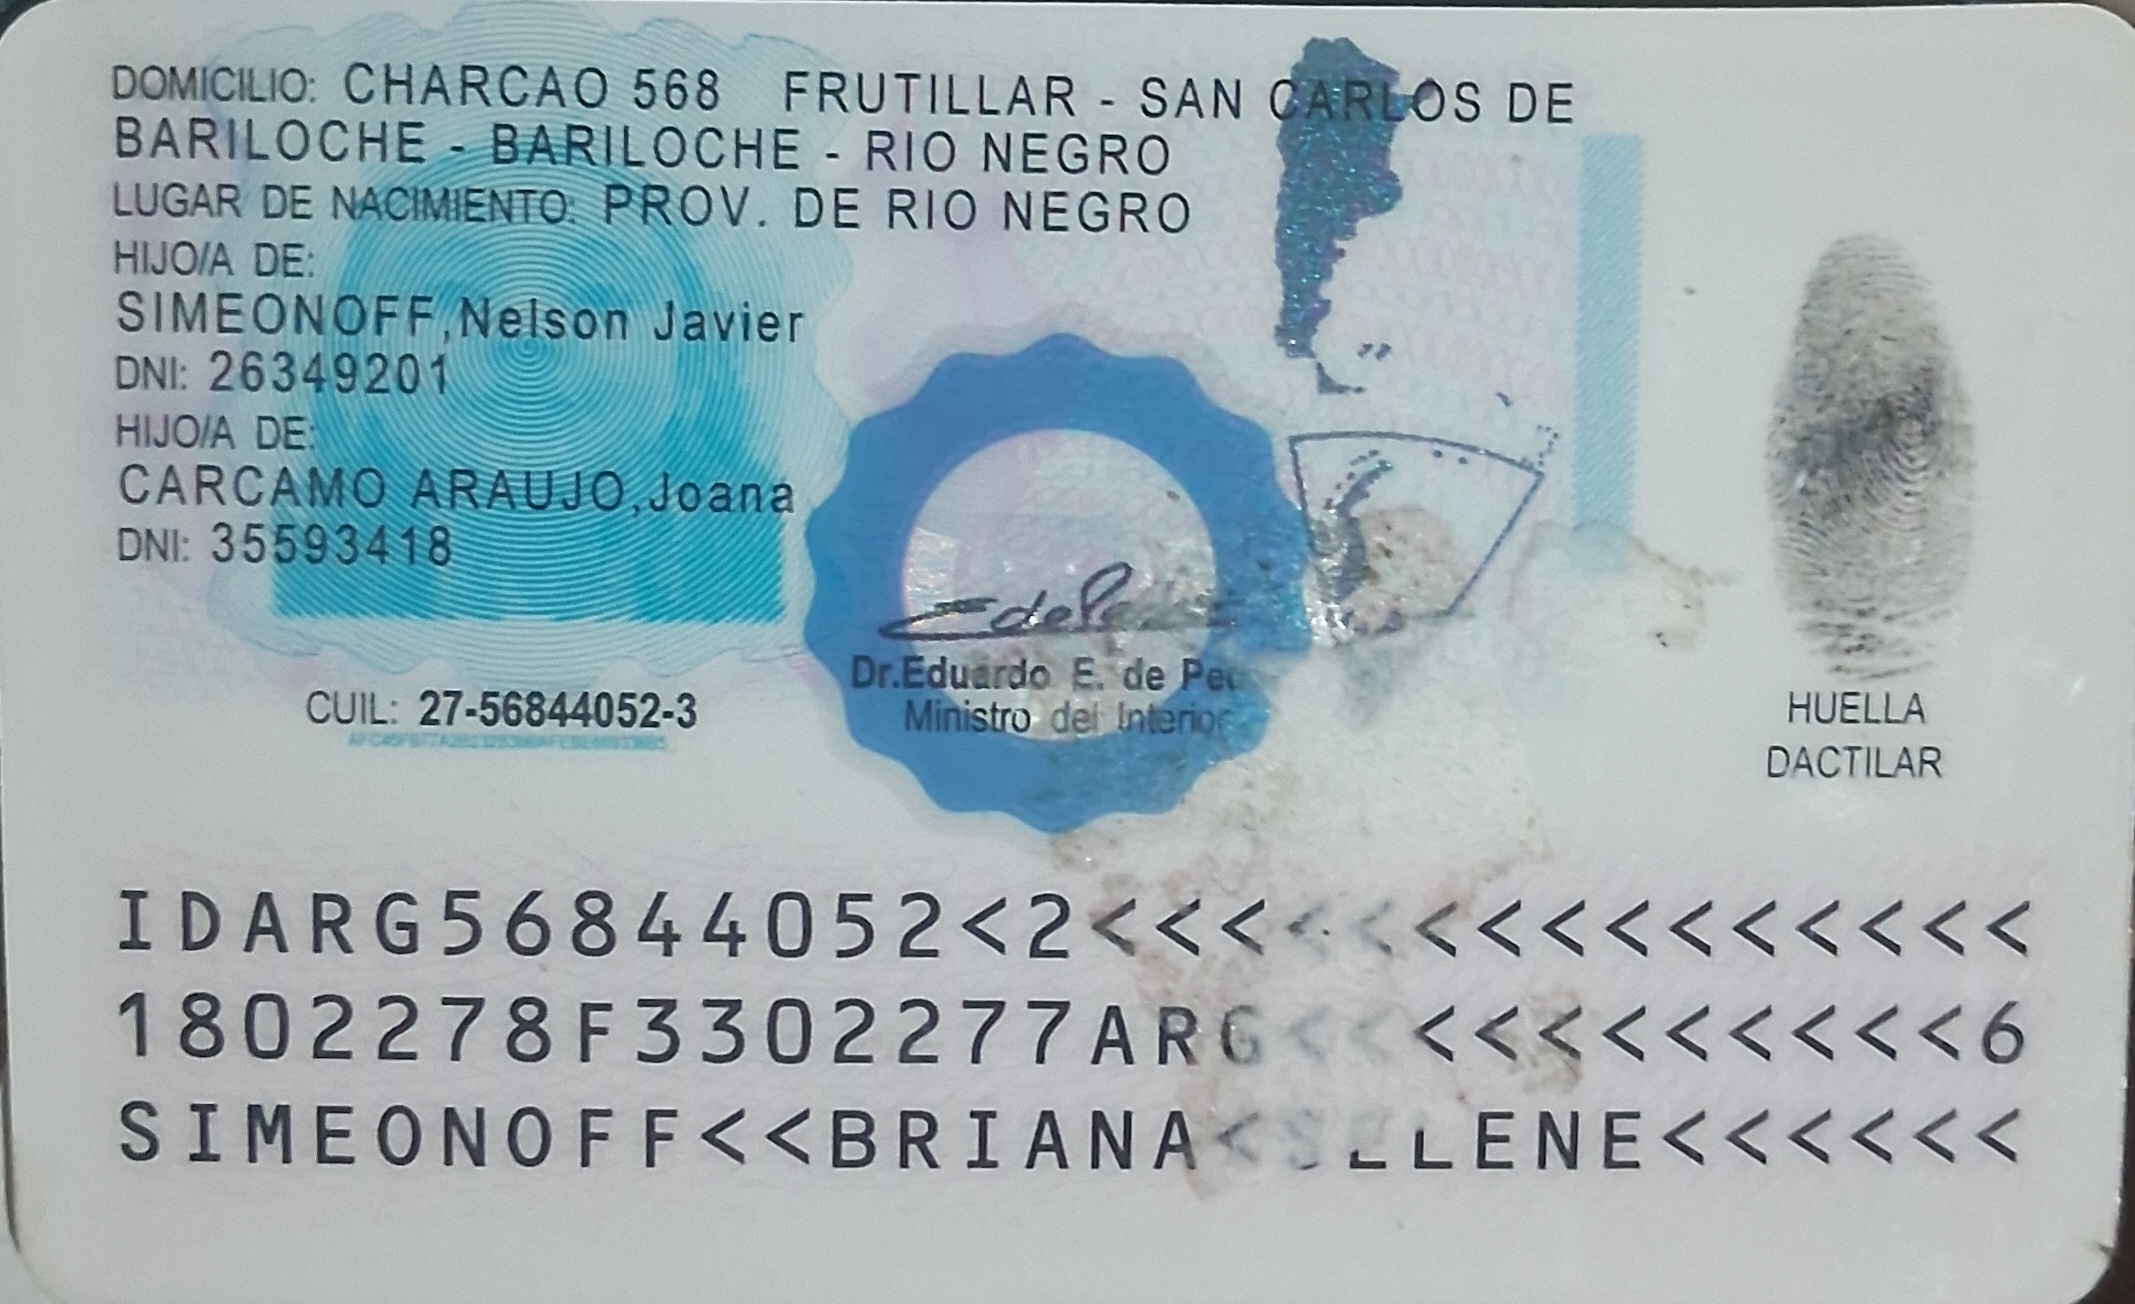 DOMICILIO: CHARCAO 568 FRUTILLAR - SAN CARLOS DE
BARILOCHE - BARILOCHE - RIO NEGRO
LUGAR DE NACIMIENTO: PROV. DE RIO NEGRO
HIJO/A DE:
SIMEONOFF,Nelson Javier
DNI: 26349201
HIJO/A DE:
CARCAMO ARAUJO,Joana
DNI: 35593418
Dr.Eduardo E. de
Ministro del Interior
CUIL: 27-56844052-3
HUELLA
DACTILAR
IDARG56844052<2<<<<<<<<<<<<<<<
1802278F3302277ARG<<<<<<<<<<<6
SIMEONOFF<<BRIANA<SELENE<<<<<<